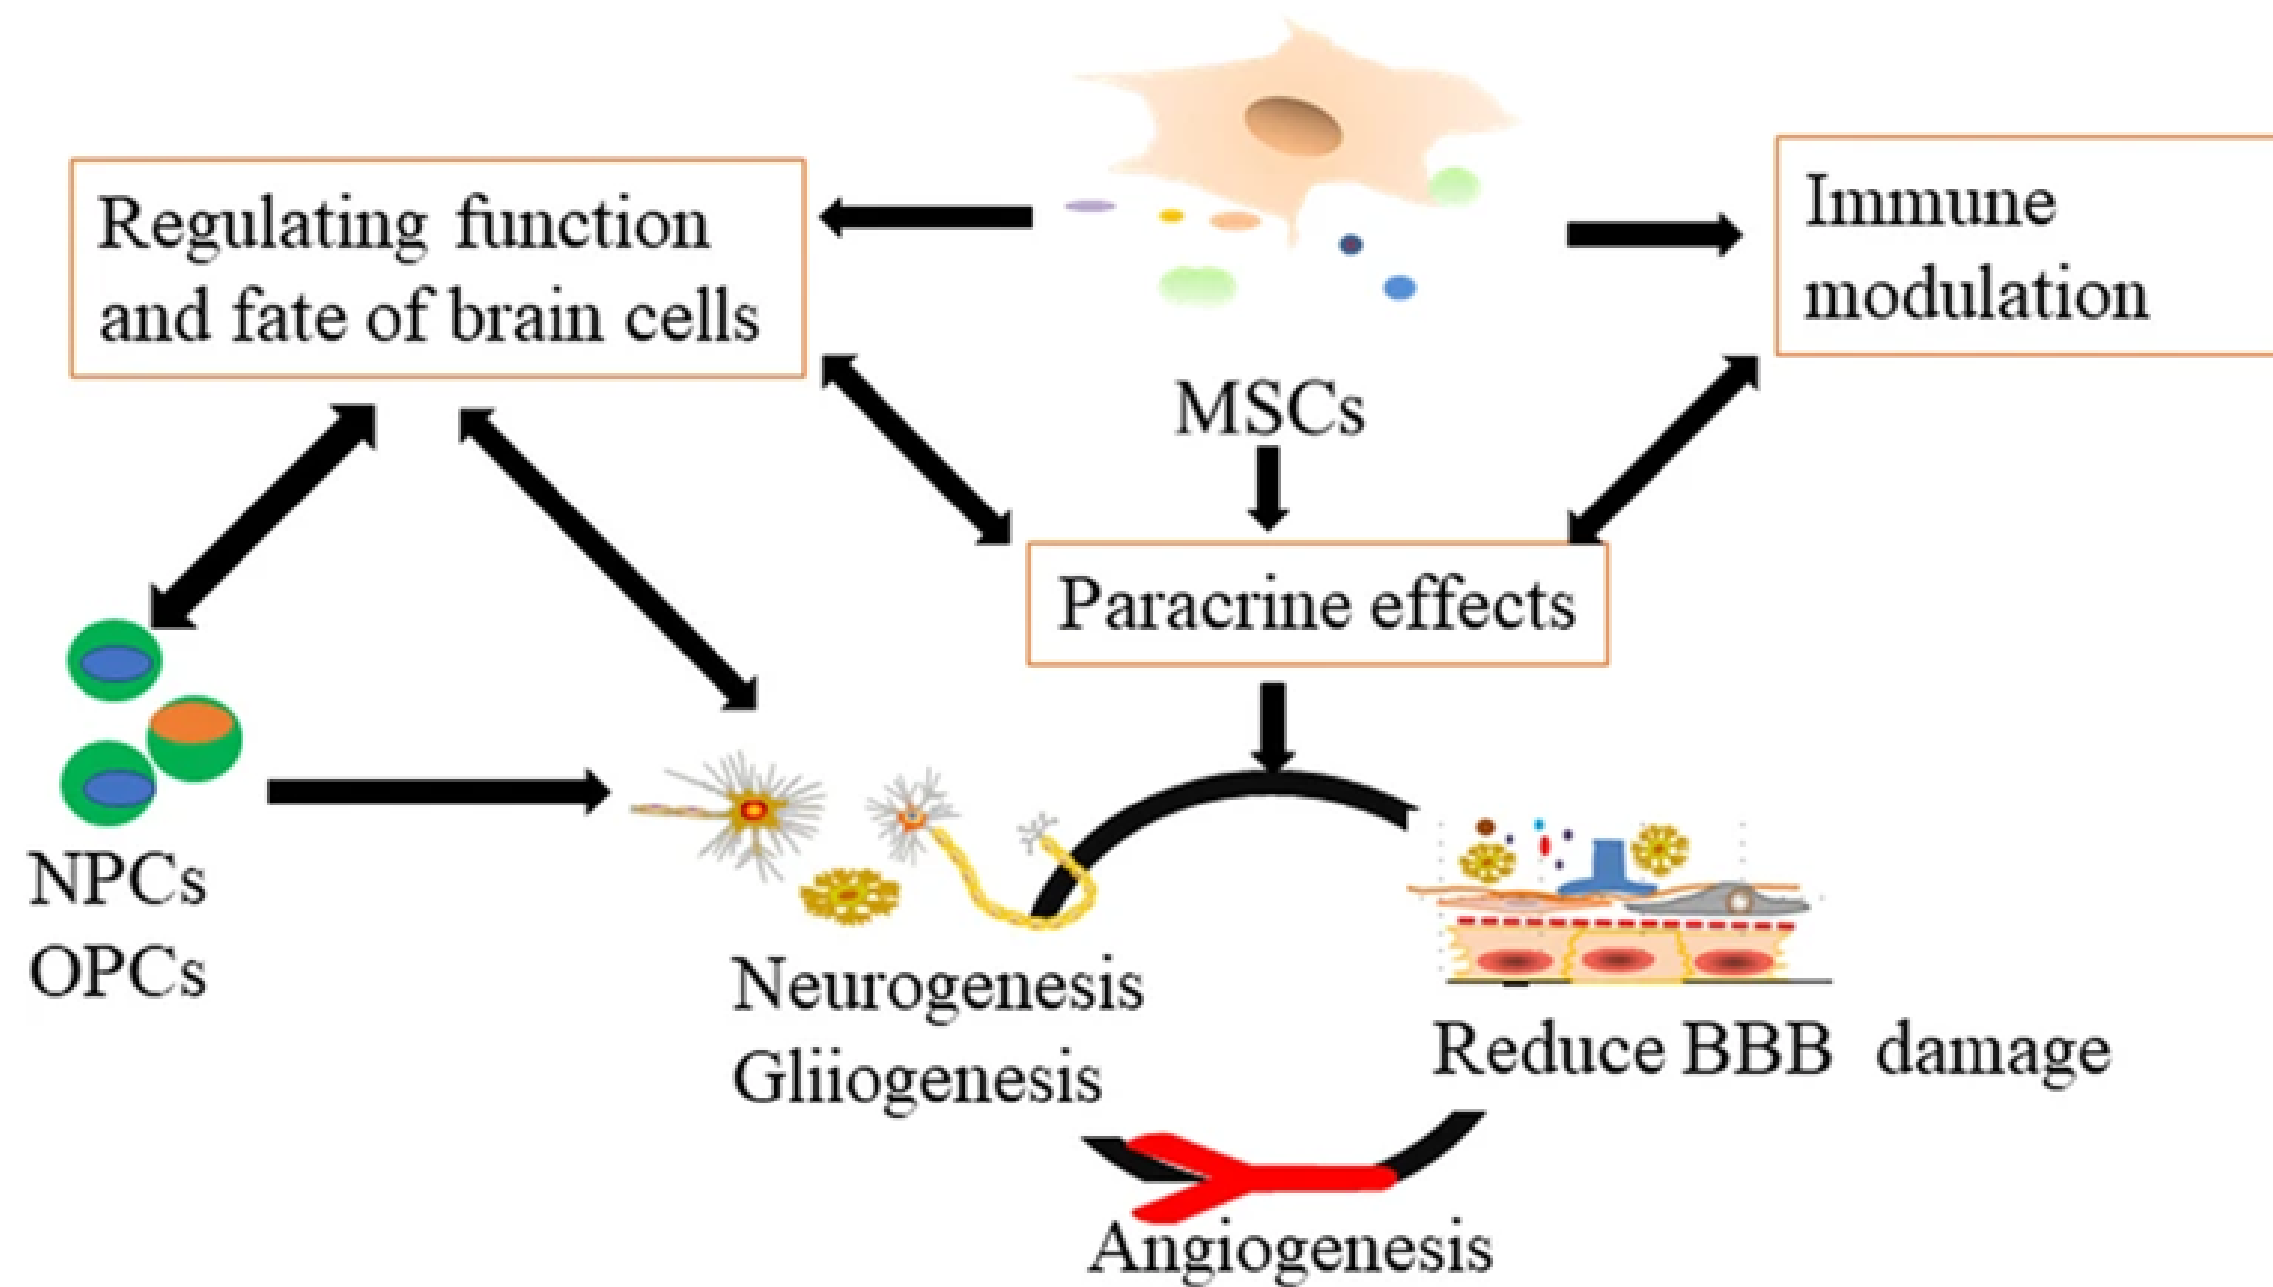 Regulating function
and fate of brain cells
Immune
modulation
MSCs
Paracrine effects
NPCs
OPCs
Neurogenesis
Gliiogenesis
Reduce BBB damage
Angiogenesis